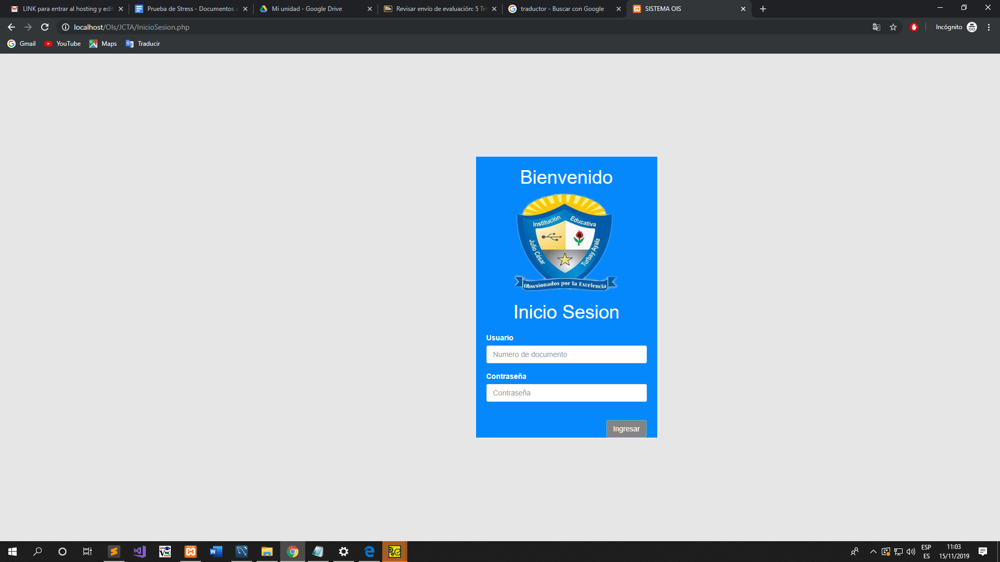 LINK para entrar al hosting y edit
Prueba de Stress - Documentos
Mi unidad - Google Drive
Bb
Revisar envío de evaluación: 5 Tri
traductor - Buscar con Google
SISTEMA OIS
localhost/OIs/JCTA/InicioSesion.php
Incógnito
Gmail
YouTube
Maps
Traducir
Bienvenido
Institución Educativa
Julio César
Turbay Ayala
Obsesionados por la Excelencia
Inicio Sesion
Usuario
Numero de documento
Contraseña
Contraseña
Ingresar
ESP
ES
11:03
15/11/2019